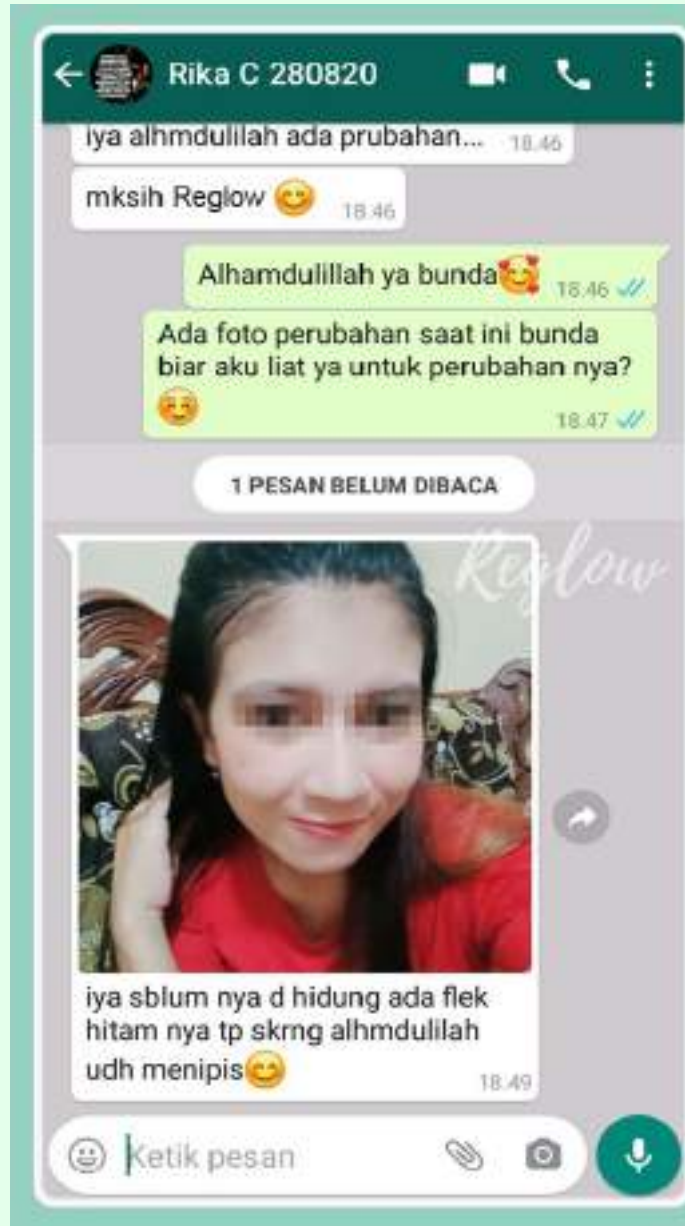 Rika C 280820
iya alhmdulilah ada prubahan... 18.46
mksih Reglow 😊 18.46
Alhamdulillah ya bunda🥰 18.46
Ada foto perubahan saat ini bunda
biar aku liat ya untuk perubahan nya?
☺️ 18.47
1 PESAN BELUM DIBACA
Reglow
iya sblum nya d hidung ada flek
hitam nya tp skrng alhmdulilah
udh menipis😊 18.49
Ketik pesan